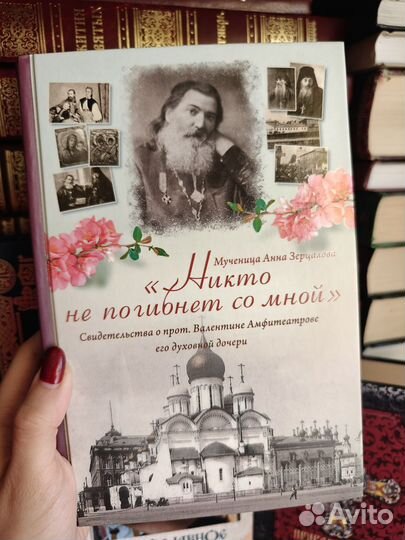 Мученица Анна Зерцалова
«Никто
не погибнет со мной»
Свидетельства о прот. Валентине Амфитеатрове
его духовной дочери
Avito